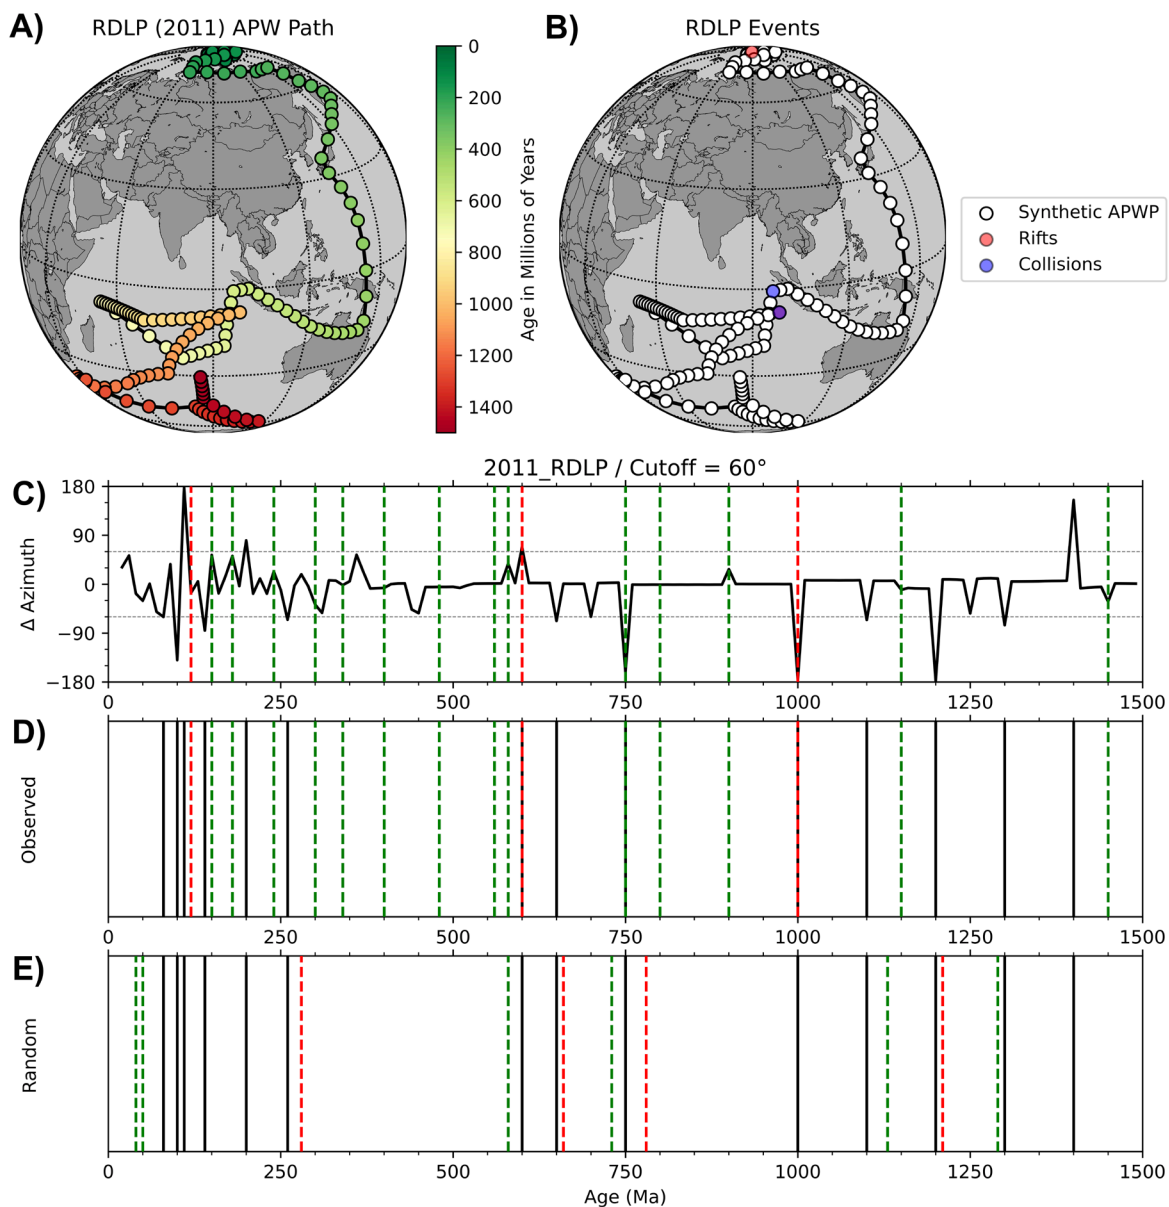 A)
RDLP (2011) APW Path
0
200
400
600
800
1000
1200
1400
Age in Millions of Years
B)
RDLP Events
Synthetic APWP
Rifts
Collisions
C)
2011_RDLP / Cutoff = 60°
180
90
0
−90
−180
Δ Azimuth
0 250 500 750 1000 1250 1500
D)
Observed
0 250 500 750 1000 1250 1500
E)
Random
0 250 500 750 1000 1250 1500
Age (Ma)